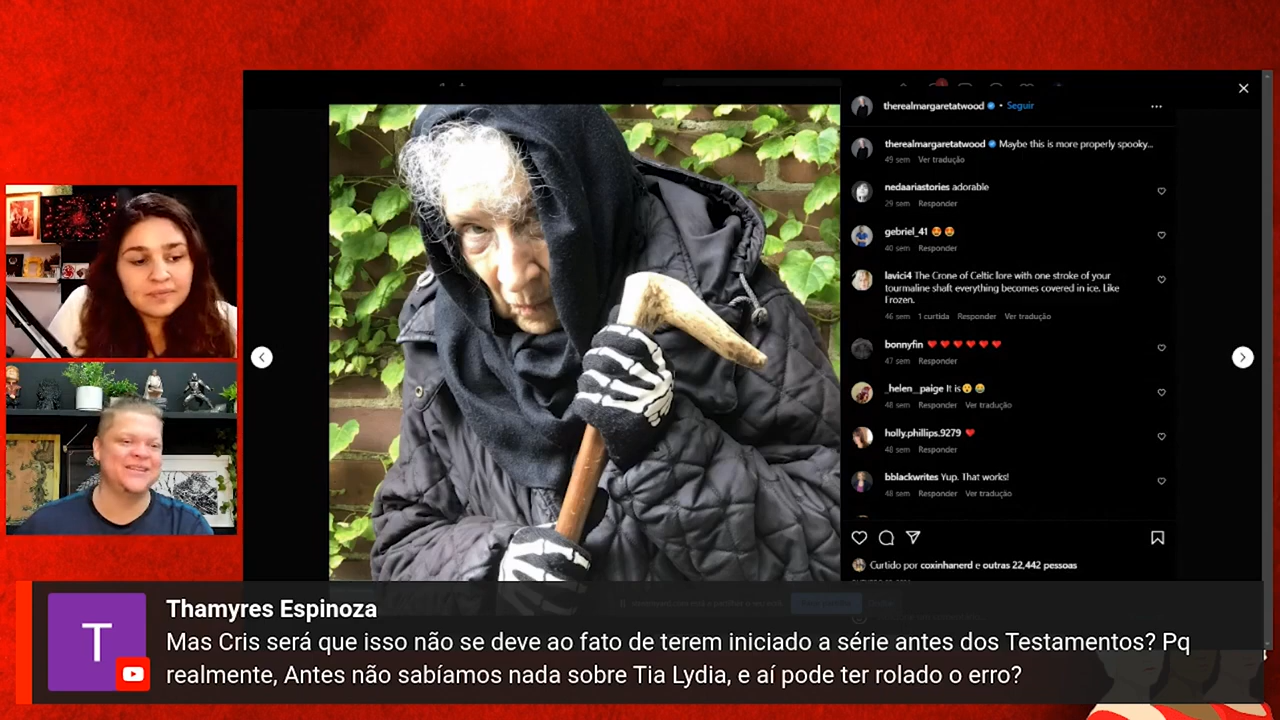 therealmargaretatwood • Seguir
therealmargaretatwood Maybe this is more properly spooky...
49 sem Ver tradução
nedaariastories adorable
29 sem Responder
gebriel_41 😍 😍
40 sem Responder
lavici4 The Crone of Celtic lore with one stroke of your
tourmaline shaft everything becomes covered in ice. Like
Frozen.
46 sem 1 curtida Responder Ver tradução
bonnyfin ❤️ ❤️ ❤️ ❤️ ❤️ ❤️
47 sem Responder
_helen__paige It is 😮 😂
48 sem Responder Ver tradução
holly.phillips.9279 ❤️
48 sem Responder
bblackwrites Yup. That works!
48 sem Responder Ver tradução
Curtido por coxinhanerd e outras 22,442 pessoas
T
Thamyres Espinoza
Mas Cris será que isso não se deve ao fato de terem iniciado a série antes dos Testamentos? Pq
realmente, Antes não sabíamos nada sobre Tia Lydia, e aí pode ter rolado o erro?